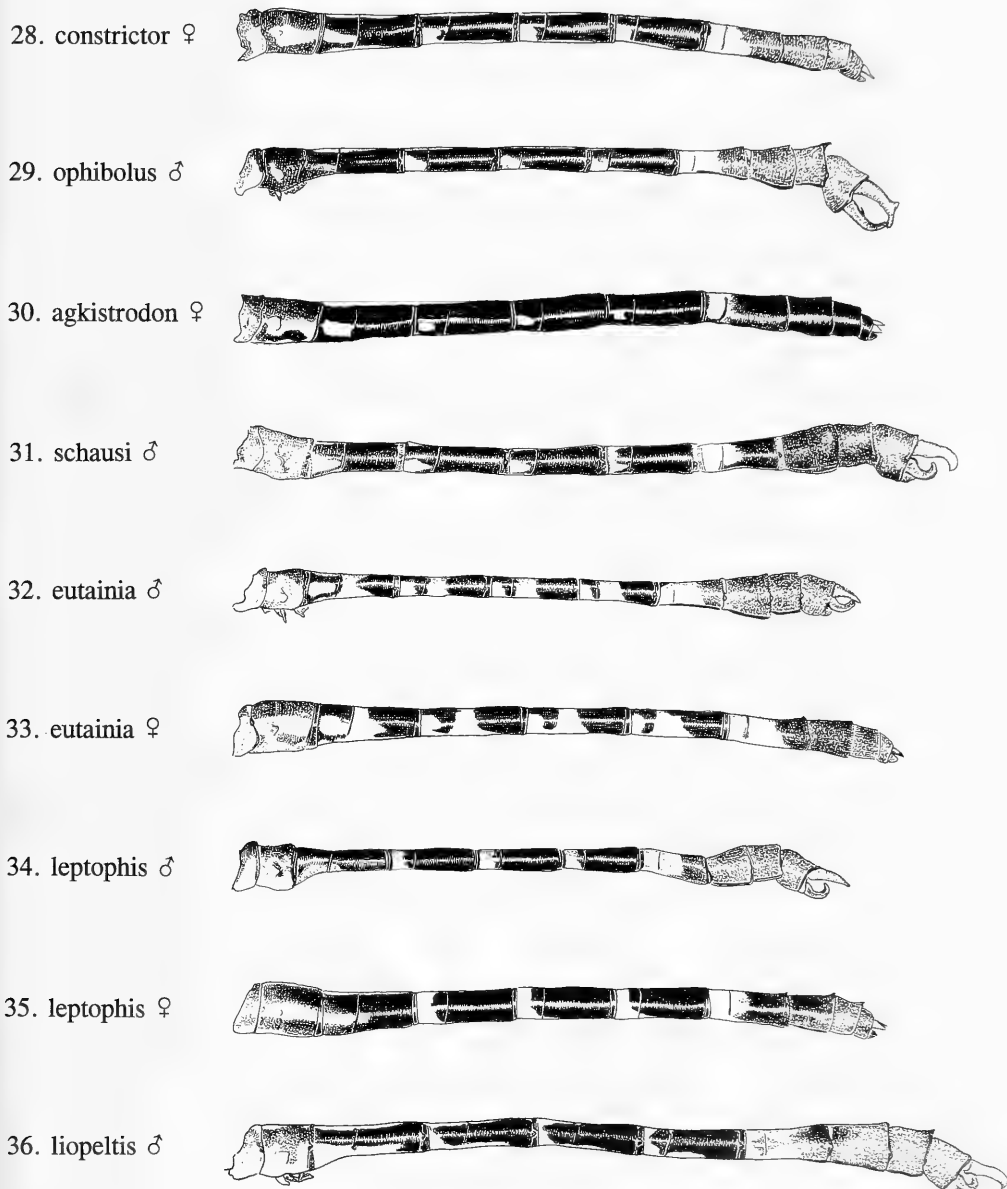 28. constrictor ♀
29. ophibolus ♂
30. agkistrodon ♀
31. schausi ♂
32. eutainia ♂
33. eutainia ♀
34. leptophis ♂
35. leptophis ♀
36. liopeltis ♂